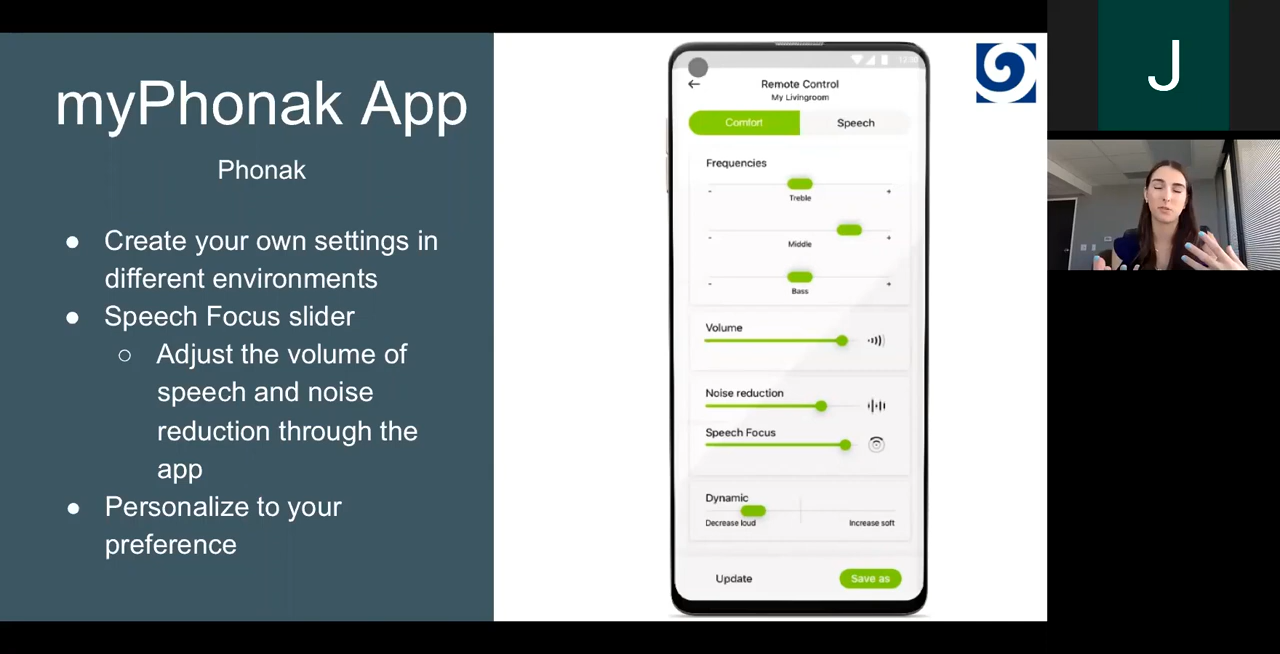 myPhonak App
Phonak
● Create your own settings in
different environments
● Speech Focus slider
○ Adjust the volume of
speech and noise
reduction through the
app
● Personalize to your
preference
12:30
Remote Control
My Livingroom
Comfort Speech
Frequencies
- +
Treble
- +
Middle
- +
Bass
Volume
Noise reduction
Speech Focus
Dynamic
Decrease loud Increase soft
Update Save as
J